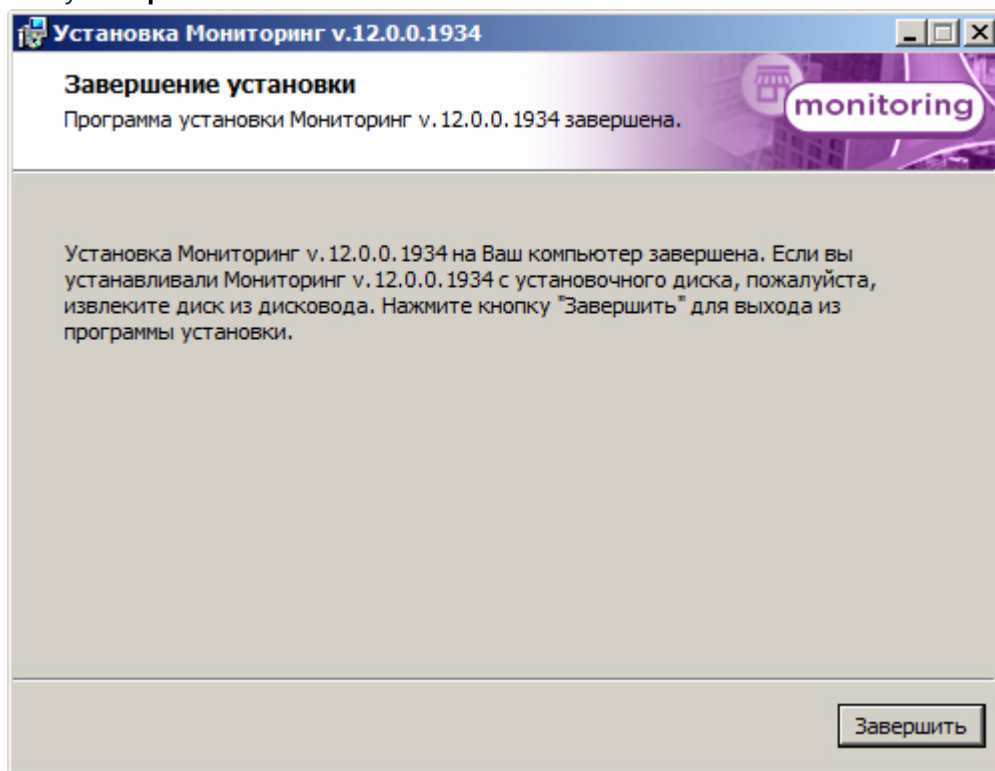 Установка Мониторинг v.12.0.0.1934
Завершение установки
Программа установки Мониторинг v.12.0.0.1934 завершена.
monitoring
Установка Мониторинг v.12.0.0.1934 на Ваш компьютер завершена. Если вы
устанавливали Мониторинг v.12.0.0.1934 с установочного диска, пожалуйста,
извлеките диск из дисковода. Нажмите кнопку "Завершить" для выхода из
программы установки.
Завершить